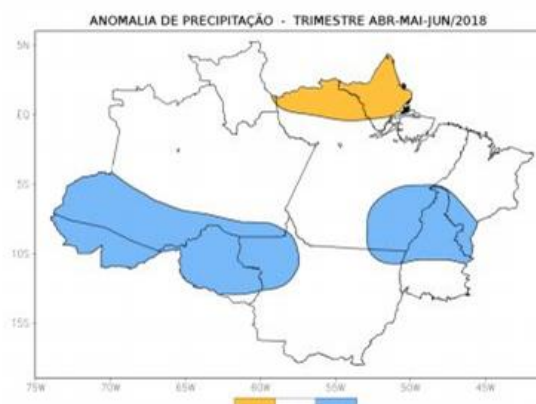 ANOMALIA DE PRECIPITAÇÃO - TRIMESTRE ABR-MAI-JUN/2018
5N
EQ
5S
10S
15S
75W 70W 65W 60W 55W 50W 45W